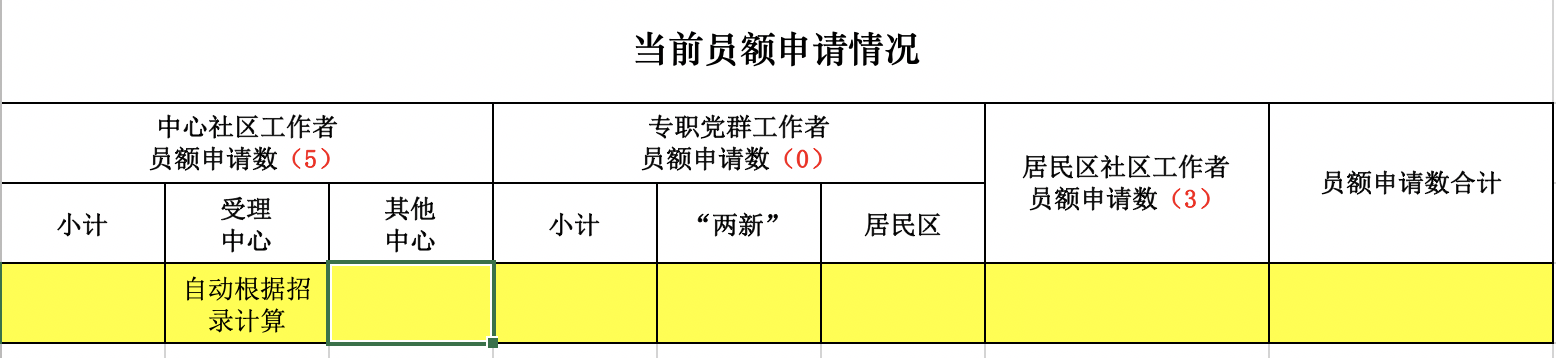 当前员额申请情况
中心社区工作者
员额申请数（5）
专职党群工作者
员额申请数（0）
居民区社区工作者
员额申请数（3）
员额申请数合计
小计
受理
中心
其他
中心
小计
“两新”
居民区
自动根据招
录计算